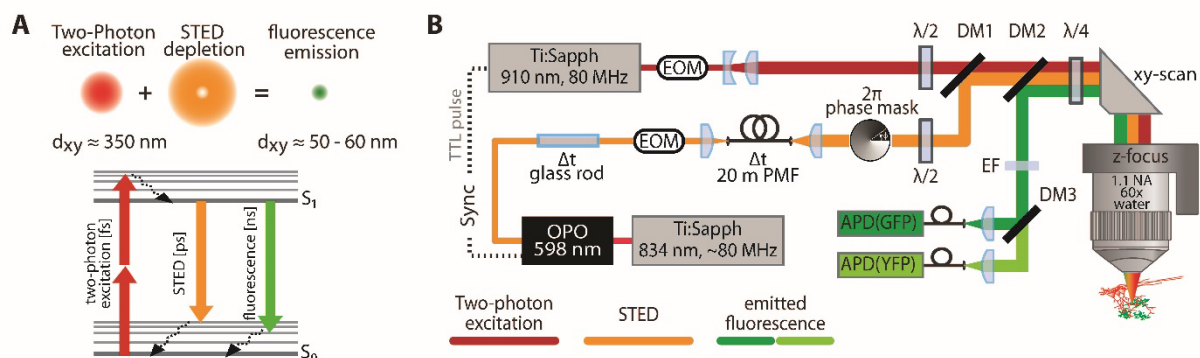 A
Two-Photon
excitation
STED
depletion
fluorescence
emission
+
=
dxy ≈ 350 nm
dxy ≈ 50 - 60 nm
S1
two-photon
excitation [fs]
STED [ps]
fluorescence [ns]
S0
B
Ti:Sapph
910 nm, 80 MHz
EOM
λ/2
DM1
DM2
λ/4
xy-scan
TTL pulse
Sync
Δt
glass rod
EOM
Δt
20 m PMF
2π
phase mask
λ/2
EF
DM3
z-focus
1.1 NA
60x
water
OPO
598 nm
Ti:Sapph
834 nm, ~80 MHz
APD(GFP)
APD(YFP)
Two-photon
excitation
STED
emitted
fluorescence